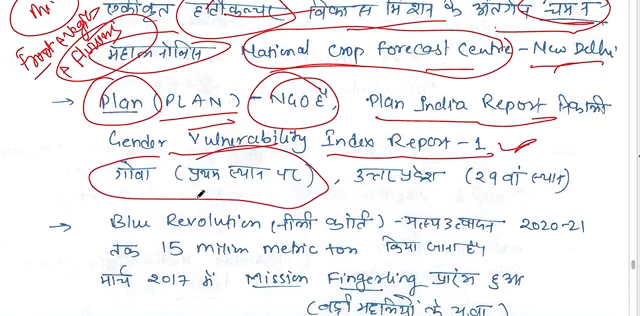 एकीकृत हार्टीकल्चर विकास मिशन के अंतर्गत चमन
महालनोबिस National Crop Forecast Centre - New Delhi
→ Plan (PLAN) - NGO है, Plan India Report निकाली
Gender Vulnerability Index Report - 1
गोवा (प्रथम स्थान पर), उत्तरप्रदेश (29वां स्थान)
→ Blue Revolution (नीली क्रांति) - मत्स्य उत्पादन 2020-21
तक 15 million metric ton किया जाना है।
मार्च 2017 में Mission Fingerling प्रारंभ हुआ